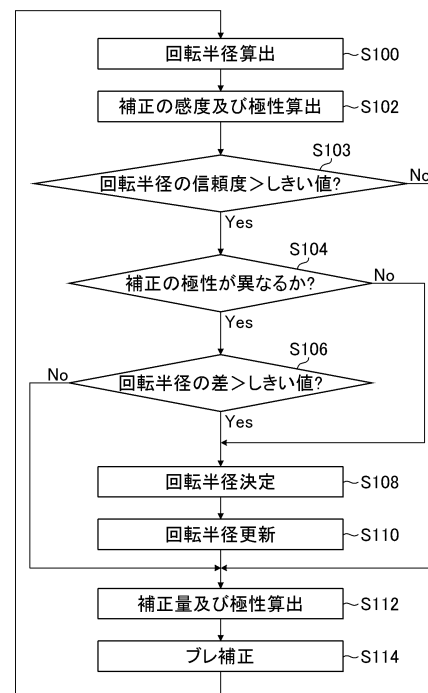 回転半径算出 S100
補正の感度及び極性算出 S102
S103
回転半径の信頼度>しきい値? No
Yes
S104
補正の極性が異なるか? No
Yes
S106
No 回転半径の差>しきい値?
Yes
回転半径決定 S108
回転半径更新 S110
補正量及び極性算出 S112
ブレ補正 S114